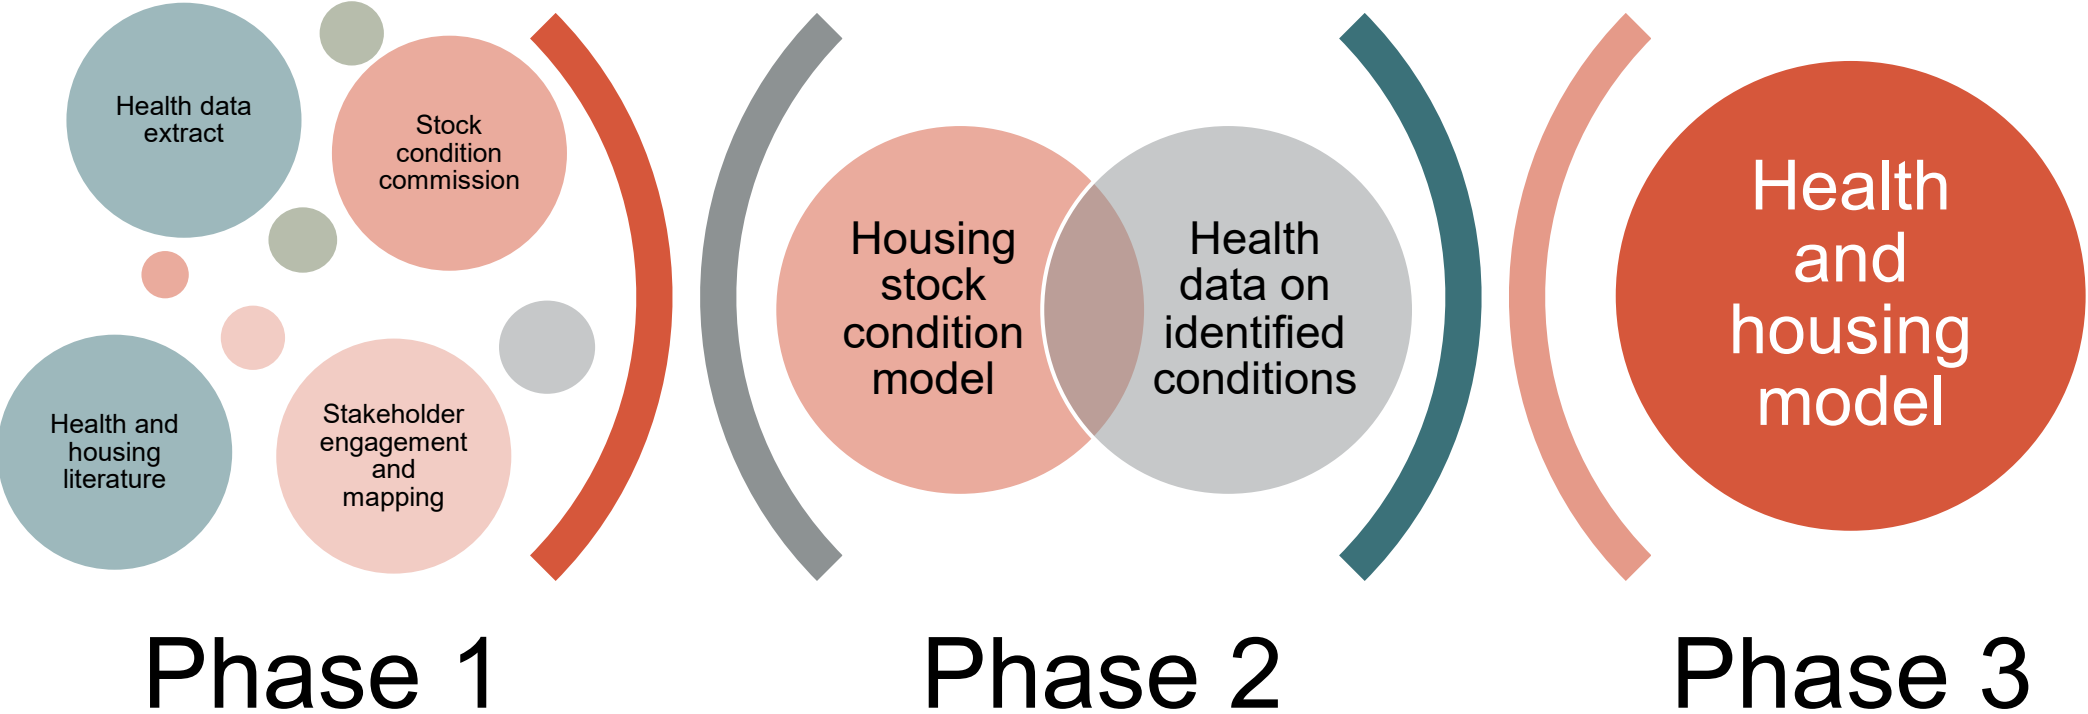 Health data
extract
Stock
condition
commission
Health and
housing
literature
Stakeholder
engagement
and
mapping
Phase 1
Housing
stock
condition
model
Health
data on
identified
conditions
Phase 2
Health
and
housing
model
Phase 3